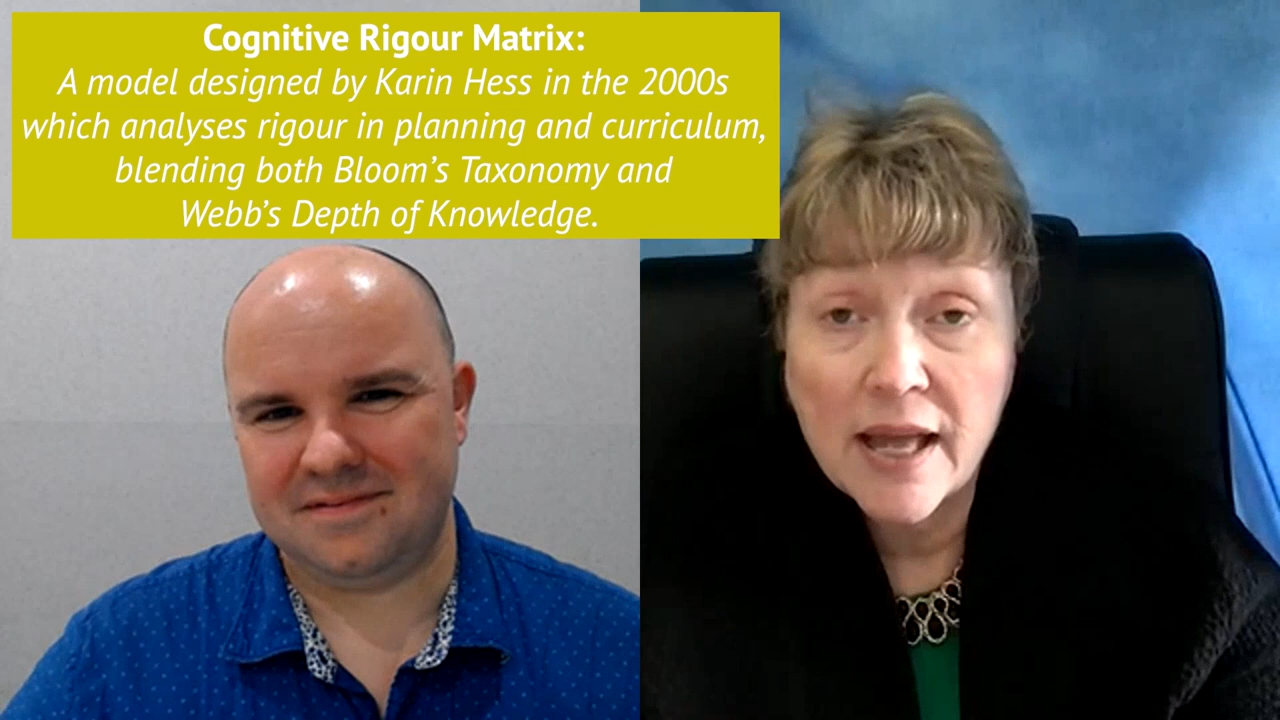 Cognitive Rigour Matrix:
A model designed by Karin Hess in the 2000s
which analyses rigour in planning and curriculum,
blending both Bloom’s Taxonomy and
Webb’s Depth of Knowledge.